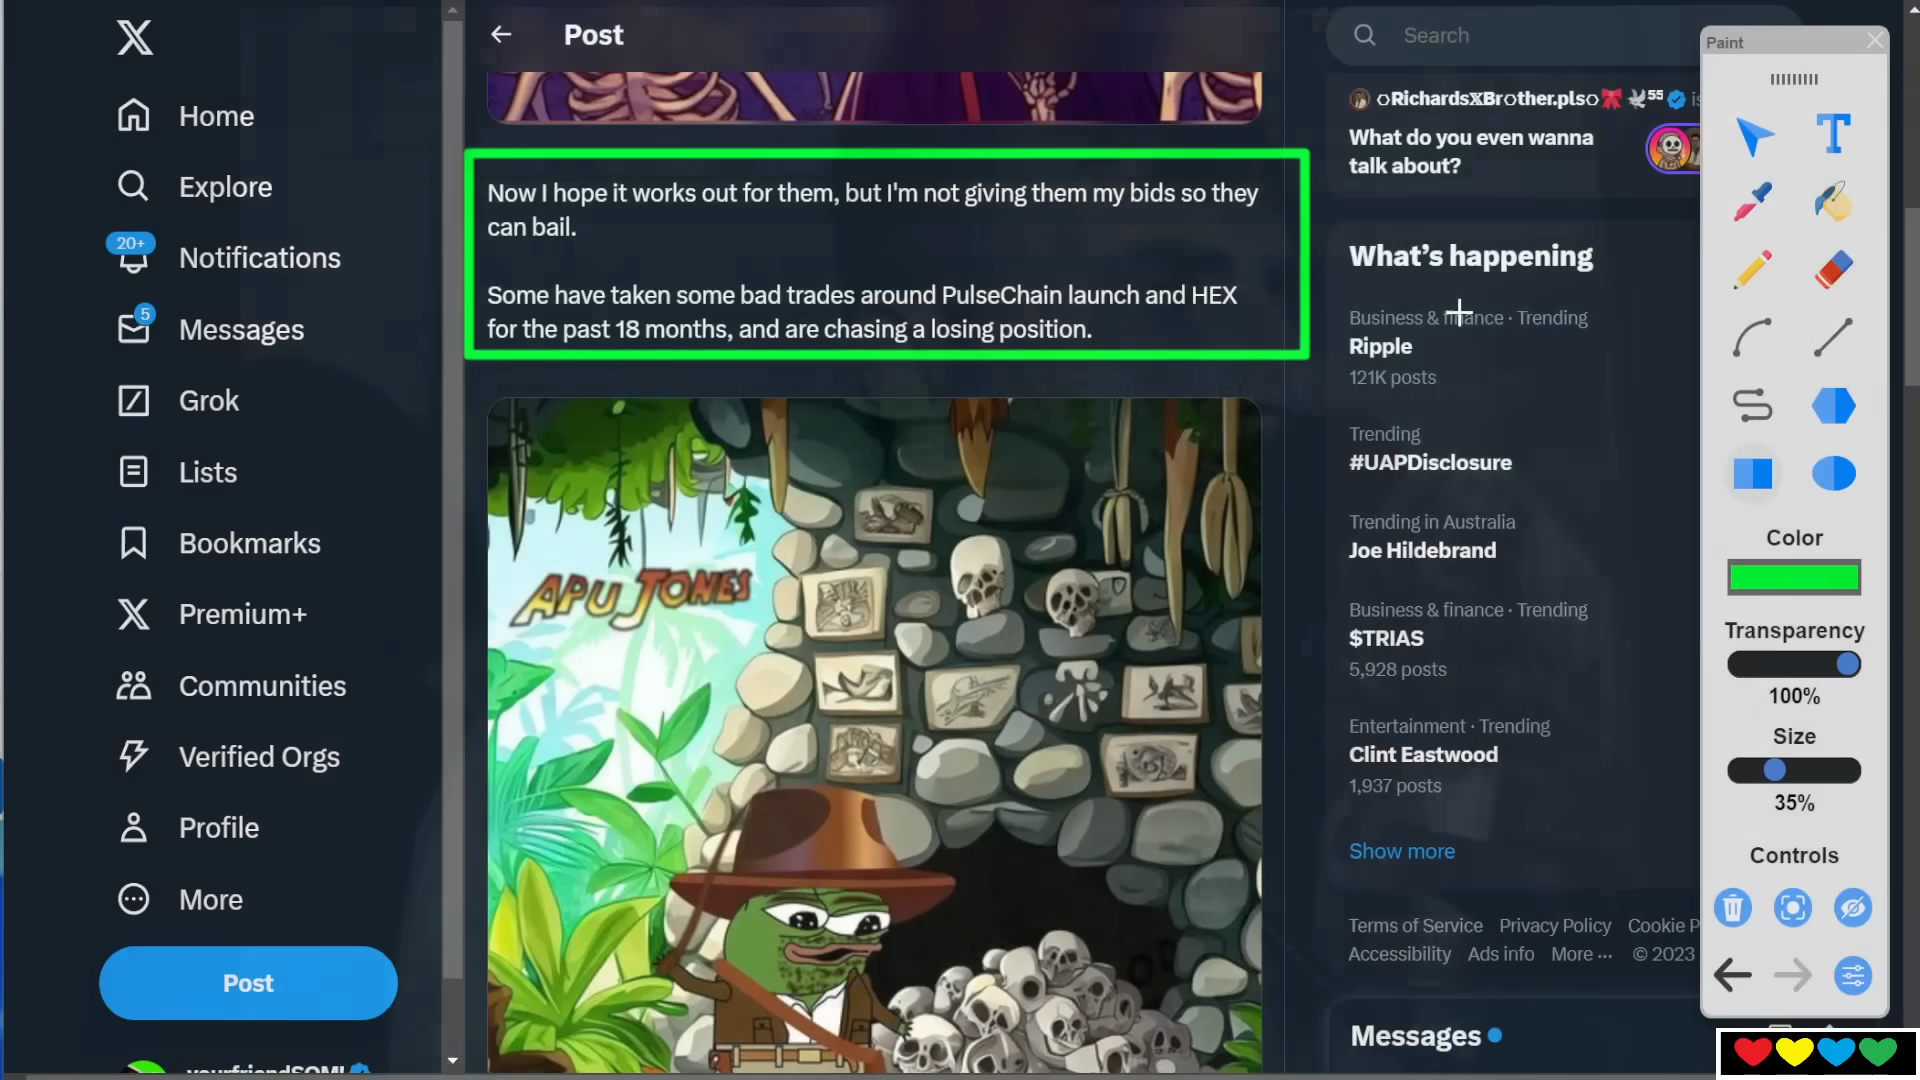 Home
Explore
20+
Notifications
5
Messages
Grok
Lists
Bookmarks
Premium+
Communities
Verified Orgs
Profile
More
Post
Post
Now I hope it works out for them, but I'm not giving them my bids so they
can bail.
Some have taken some bad trades around PulseChain launch and HEX
for the past 18 months, and are chasing a losing position.
APU JONES
Search
RichardsXBrother.pls 55 is
What do you even wanna
talk about?
What's happening
Business & finance · Trending
Ripple
121K posts
Trending
#UAPDisclosure
Trending in Australia
Joe Hildebrand
Business & finance · Trending
$TRIAS
5,928 posts
Entertainment · Trending
Clint Eastwood
1,937 posts
Show more
Terms of Service Privacy Policy Cookie P
Accessibility Ads info More ··· © 2023
Messages
Paint
T
Color
Transparency
100%
Size
35%
Controls